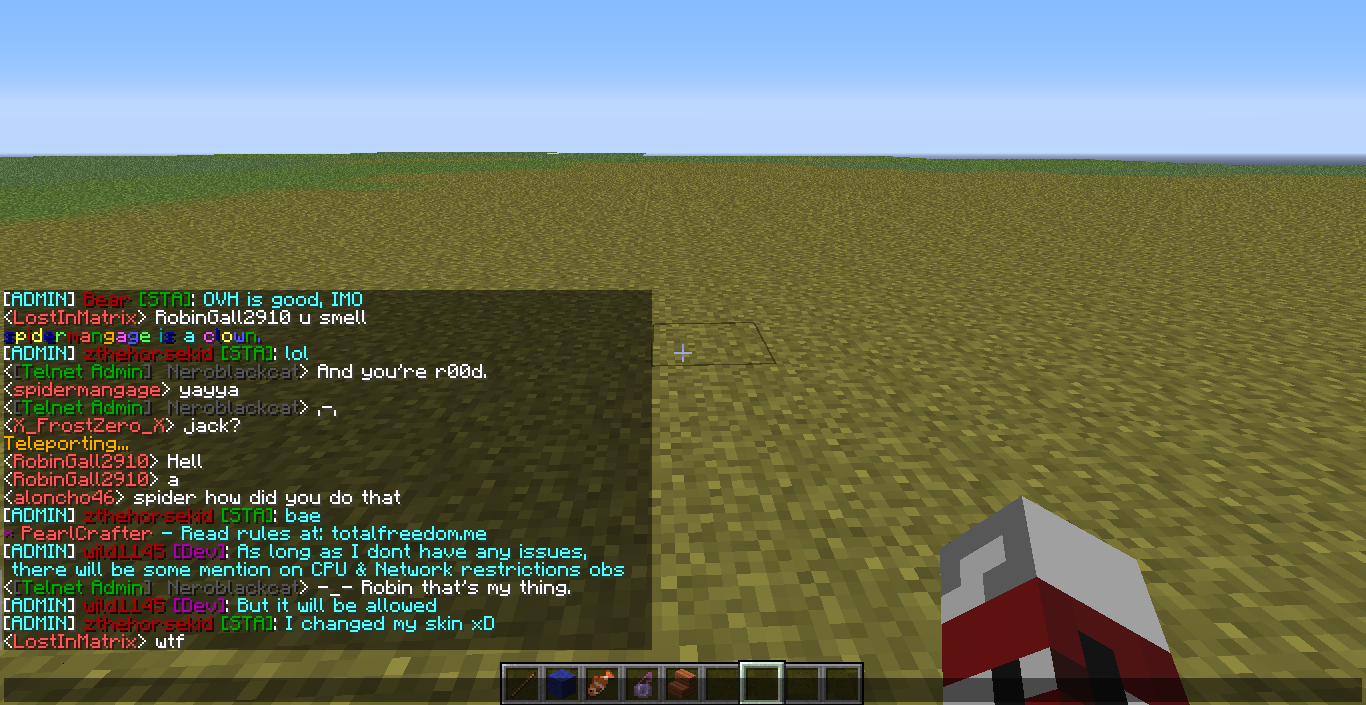 [ADMIN] Bear [STA]: OVH is good, IMO
<LostInMatrix> RobinGall2910 u smell
spidermangage is a clown.
[ADMIN] zthehorsekid [STA]: lol
<[Telnet Admin] Neroblackcat> And you're r00d.
<spidermangage> yayya
<[Telnet Admin] Neroblackcat> ,-,
<X_FrostZero_X> jack?
Teleporting...
<RobinGall2910> Hell
<RobinGall2910> a
<aloncho46> spider how did you do that
[ADMIN] zthehorsekid [STA]: bae
* PearlCrafter - Read rules at: totalfreedom.me
[ADMIN] wild1145 [Dev]: As long as I dont have any issues,
there will be some mention on CPU & Network restrictions obs
<[Telnet Admin] Neroblackcat> -_- Robin that's my thing.
[ADMIN] wild1145 [Dev]: But it will be allowed
[ADMIN] zthehorsekid [STA]: I changed my skin xD
<LostInMatrix> wtf